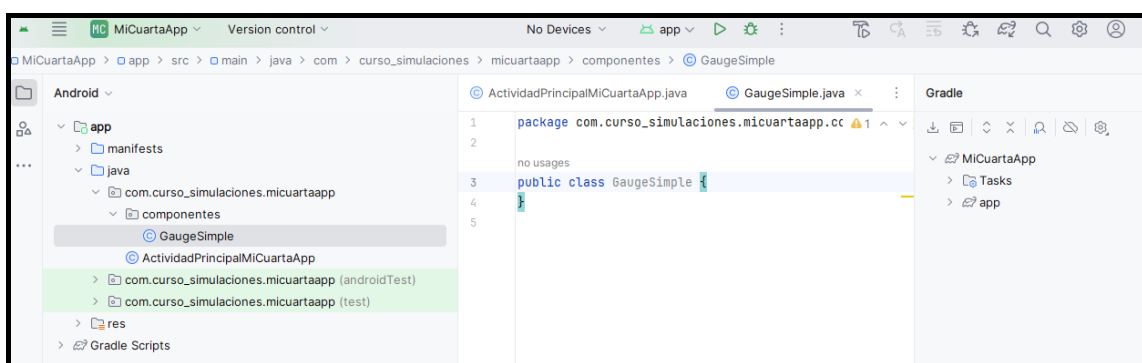 MC MiCuartaApp Version control No Devices app
MiCuartaApp > app > src > main > java > com > curso_simulaciones > micuartaapp > componentes > GaugeSimple
Android
app
manifests
java
com.curso_simulaciones.micuartaapp
componentes
GaugeSimple
ActividadPrincipalMiCuartaApp
com.curso_simulaciones.micuartaapp (androidTest)
com.curso_simulaciones.micuartaapp (test)
res
Gradle Scripts
ActividadPrincipalMiCuartaApp.java GaugeSimple.java
1 package com.curso_simulaciones.micuartaapp.cc 1
2
no usages
3 public class GaugeSimple {
4 }
5
Gradle
MiCuartaApp
Tasks
app